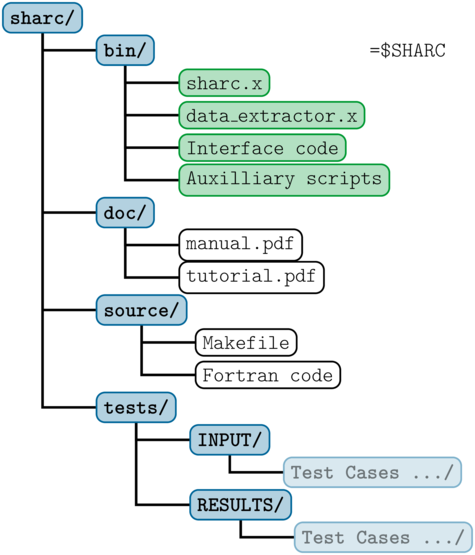 sharc/
bin/ =$SHARC
sharc.x
data_extractor.x
Interface code
Auxilliary scripts
doc/
manual.pdf
tutorial.pdf
source/
Makefile
Fortran code
tests/
INPUT/
Test Cases .../
RESULTS/
Test Cases .../